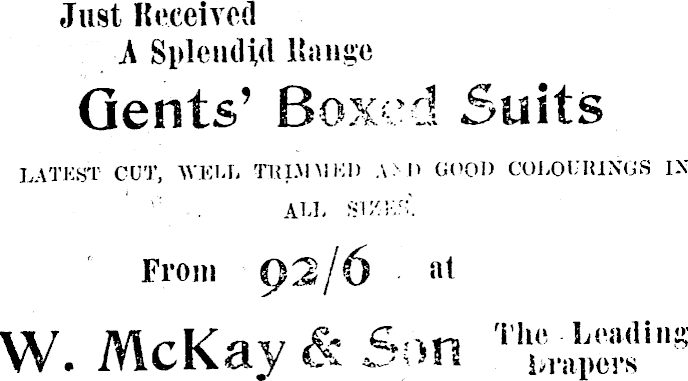 Just Received
A Splendid Range
Gents' Boxed Suits
LATEST CUT, WELL TRIMMED AND GOOD COLOURINGS IN
ALL SIZES.
From 92/6 at
W. McKay & Son The Leading
Drapers